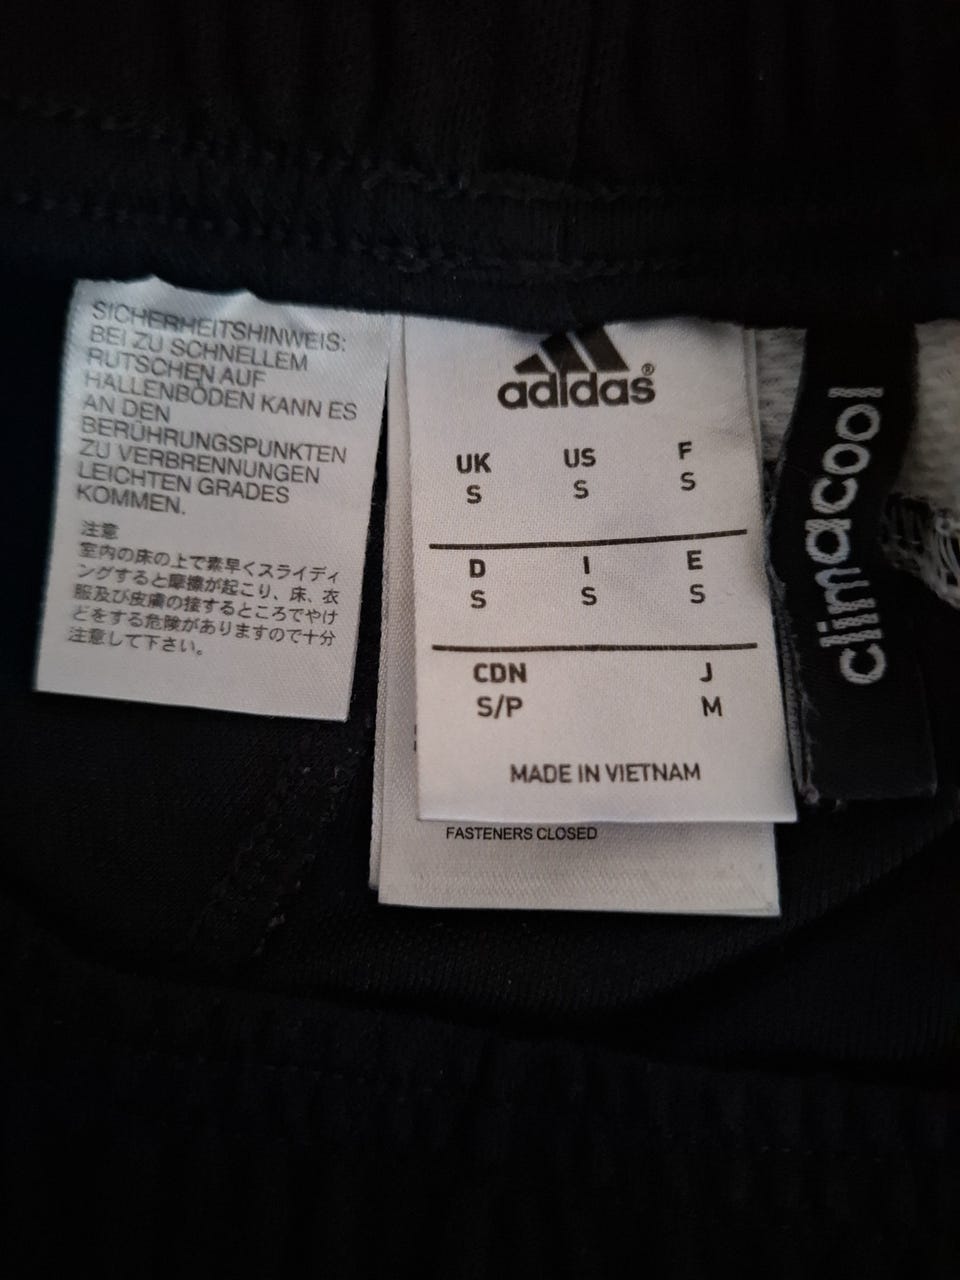 SICHERHEITSHINWEIS:
BEI ZU SCHNELLEM
RUTSCHEN AUF
HALLENBÖDEN KANN ES
AN DEN
BERÜHRUNGSPUNKTEN
ZU VERBRENNUNGEN
LEICHTEN GRADES
KOMMEN.
注意
室内の床の上で素早くスライディ
ングすると摩擦が起こり、床、衣
服及び皮膚の接するところでやけ
どをする危険がありますので十分
注意して下さい。
adidas®
UK US F
S S S
D I E
S S S
CDN J
S/P M
MADE IN VIETNAM
FASTENERS CLOSED
climacool